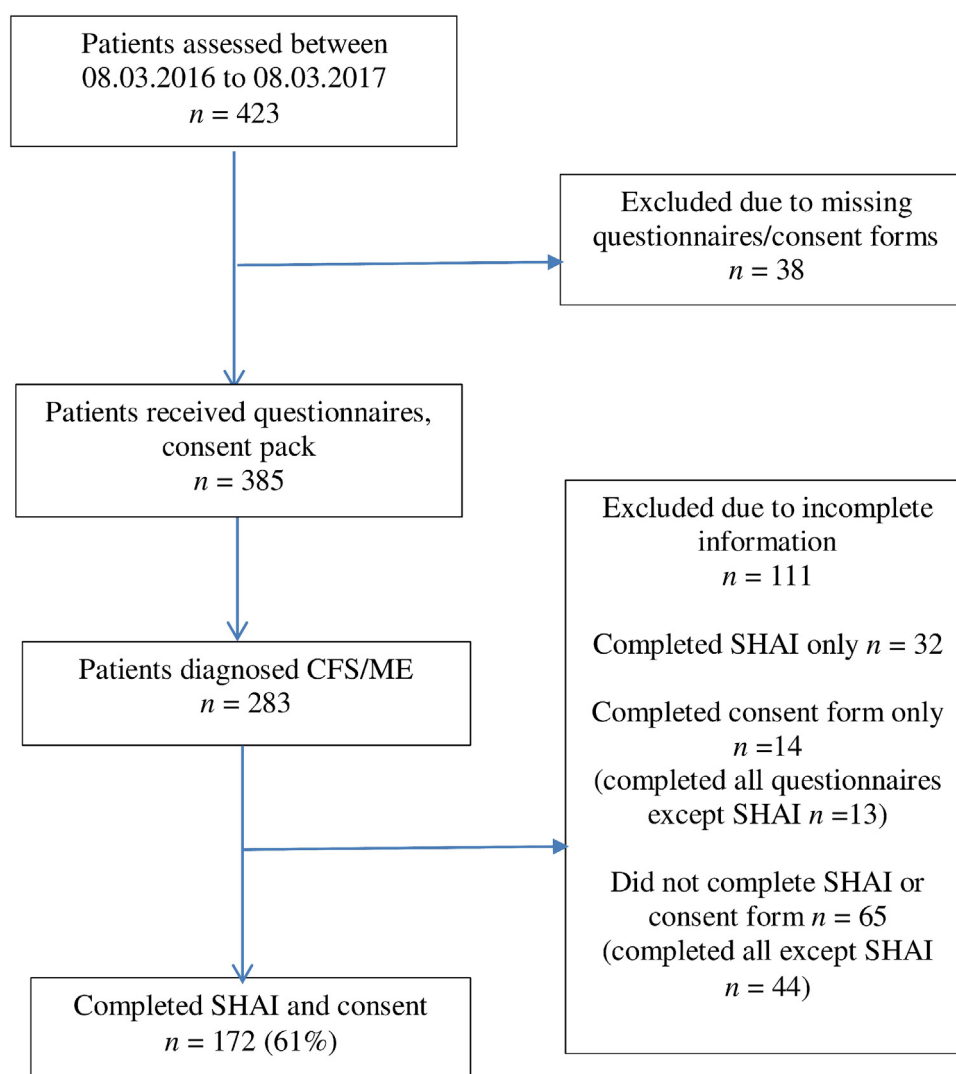 Patients assessed between
08.03.2016 to 08.03.2017
n = 423
Excluded due to missing
questionnaires/consent forms
n = 38
Patients received questionnaires,
consent pack
n = 385
Excluded due to incomplete
information
n = 111
Completed SHAI only n = 32
Completed consent form only
n =14
(completed all questionnaires
except SHAI n =13)
Did not complete SHAI or
consent form n = 65
(completed all except SHAI
n = 44)
Patients diagnosed CFS/ME
n = 283
Completed SHAI and consent
n = 172 (61%)